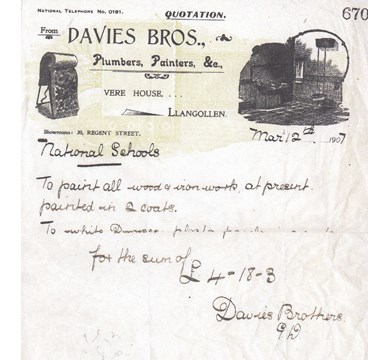 NATIONAL TELEPHONE No. 0191.
QUOTATION.
670
From
DAVIES BROS.,
Plumbers, Painters, &c.,
VERE HOUSE, . . .
LLANGOLLEN.
Showrooms: 30, REGENT STREET.
Mar 12th 1907
National Schools
To paint all wood & iron work, at present
painted in 2 coats.
To white
for the sum of
£ 4-18-3
Davies Brothers.